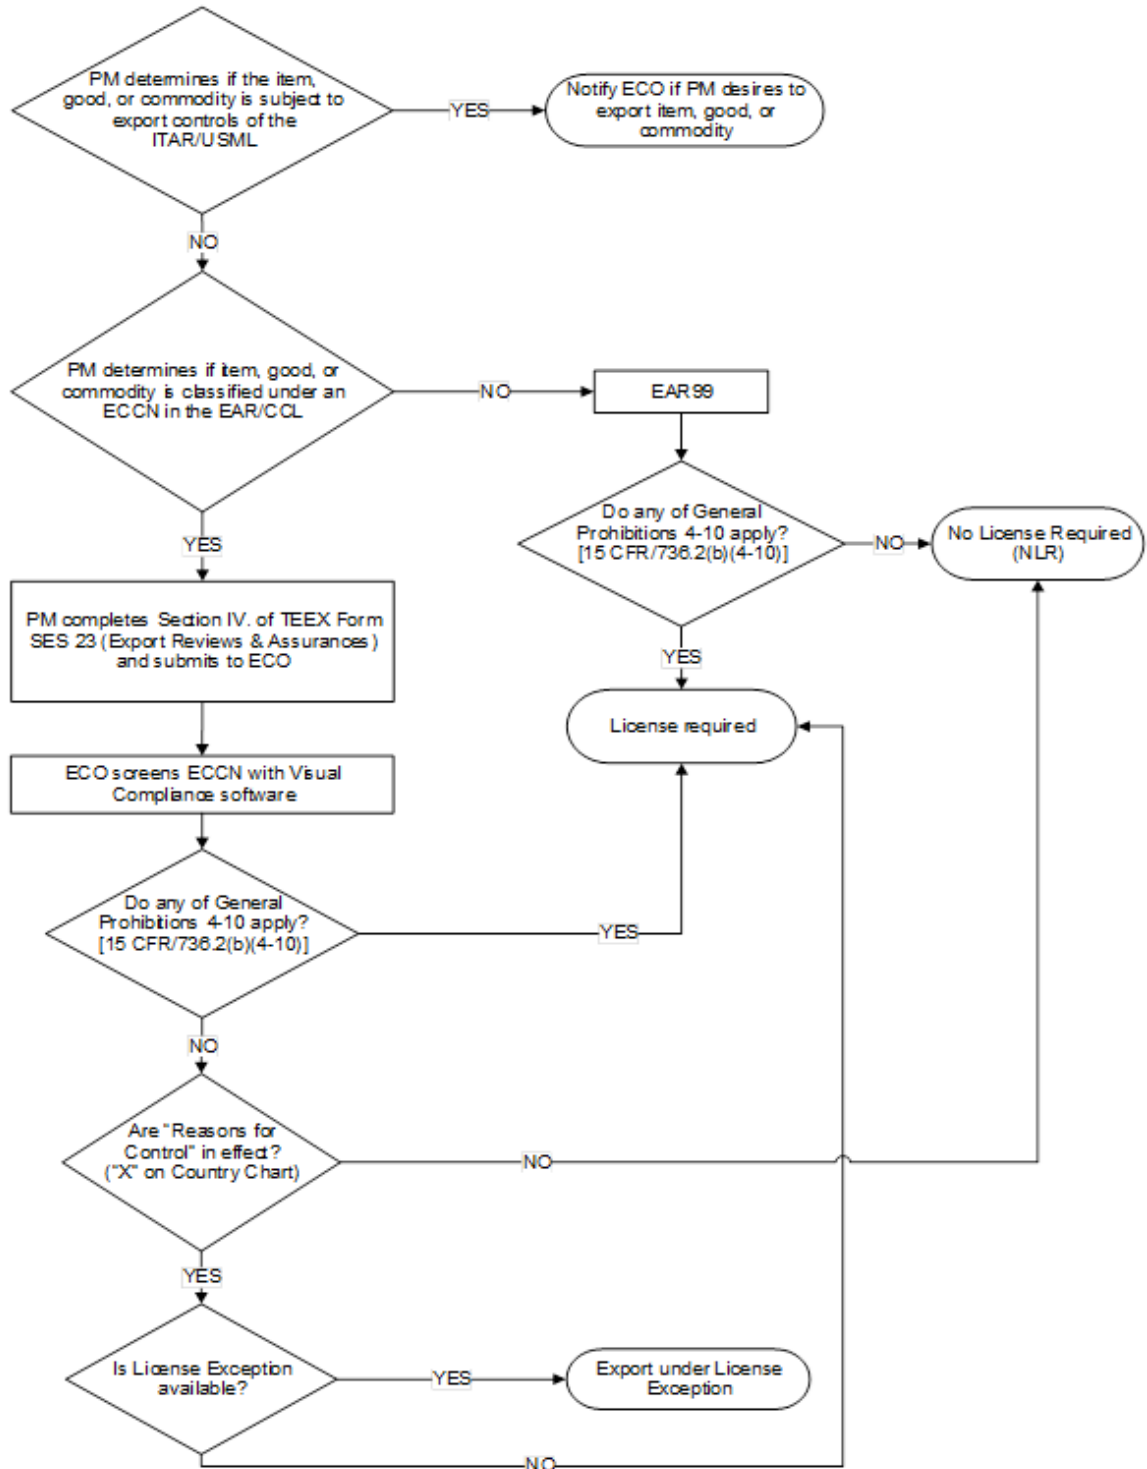 PM determines if the item,
good, or commodity is subject to
export controls of the
ITAR/USML
YES
Notify ECO if PM desires to
export item, good, or
commodity
NO
PM determines if item, good, or
commodity is classified under an
ECCN in the EAR/CCL
NO
EAR99
Do any of General
Prohibitions 4-10 apply?
[15 CFR/736.2(b)(4-10)]
NO
No License Required
(NLR)
YES
YES
PM completes Section IV. of TEEX Form
SES 23 (Export Reviews & Assurances)
and submits to ECO
License required
ECO screens ECCN with Visual
Compliance software
Do any of General
Prohibitions 4-10 apply?
[15 CFR/736.2(b)(4-10)]
YES
NO
Are "Reasons for
Control" in effect?
("X" on Country Chart)
NO
YES
Is License Exception
available?
YES
Export under License
Exception
NO